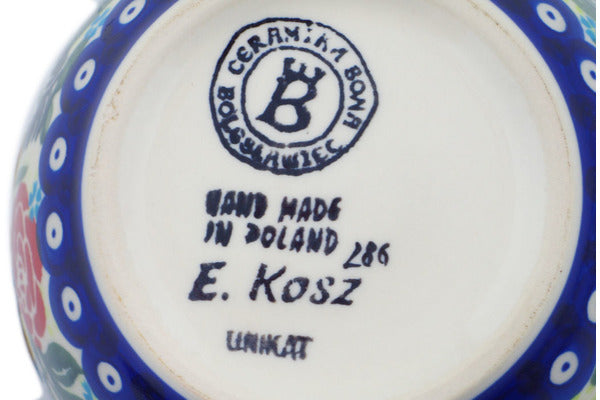 CERAMIKA BONA
BOLESŁAWIEC
B
HAND MADE
IN POLAND 286
E. KOSZ
UNIKAT